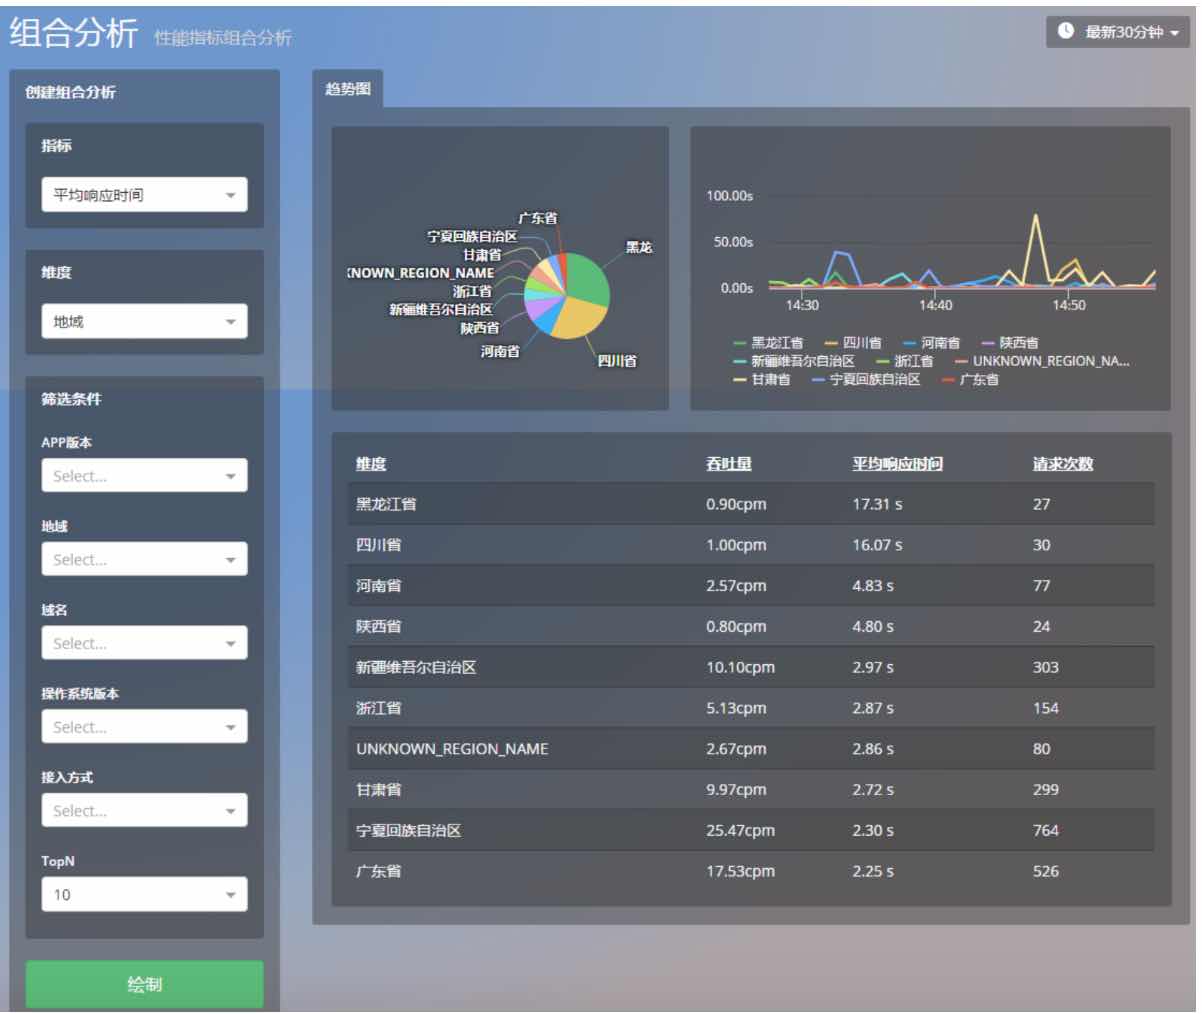 组合分析 性能指标组合分析
最新30分钟
创建组合分析
指标
平均响应时间
维度
地域
筛选条件
APP版本
Select...
地域
Select...
域名
Select...
操作系统版本
Select...
接入方式
Select...
TopN
10
绘制
趋势图
广东省
宁夏回族自治区
甘肃省
KNOWN_REGION_NAME
浙江省
新疆维吾尔自治区
陕西省
河南省
黑龙
四川省
100.00s
50.00s
0.00s
14:30 14:40 14:50
黑龙江省 四川省 河南省 陕西省
新疆维吾尔自治区 浙江省 UNKNOWN_REGION_NA...
甘肃省 宁夏回族自治区 广东省
维度 吞吐量 平均响应时间 请求次数
黑龙江省 0.90cpm 17.31 s 27
四川省 1.00cpm 16.07 s 30
河南省 2.57cpm 4.83 s 77
陕西省 0.80cpm 4.80 s 24
新疆维吾尔自治区 10.10cpm 2.97 s 303
浙江省 5.13cpm 2.87 s 154
UNKNOWN_REGION_NAME 2.67cpm 2.86 s 80
甘肃省 9.97cpm 2.72 s 299
宁夏回族自治区 25.47cpm 2.30 s 764
广东省 17.53cpm 2.25 s 526